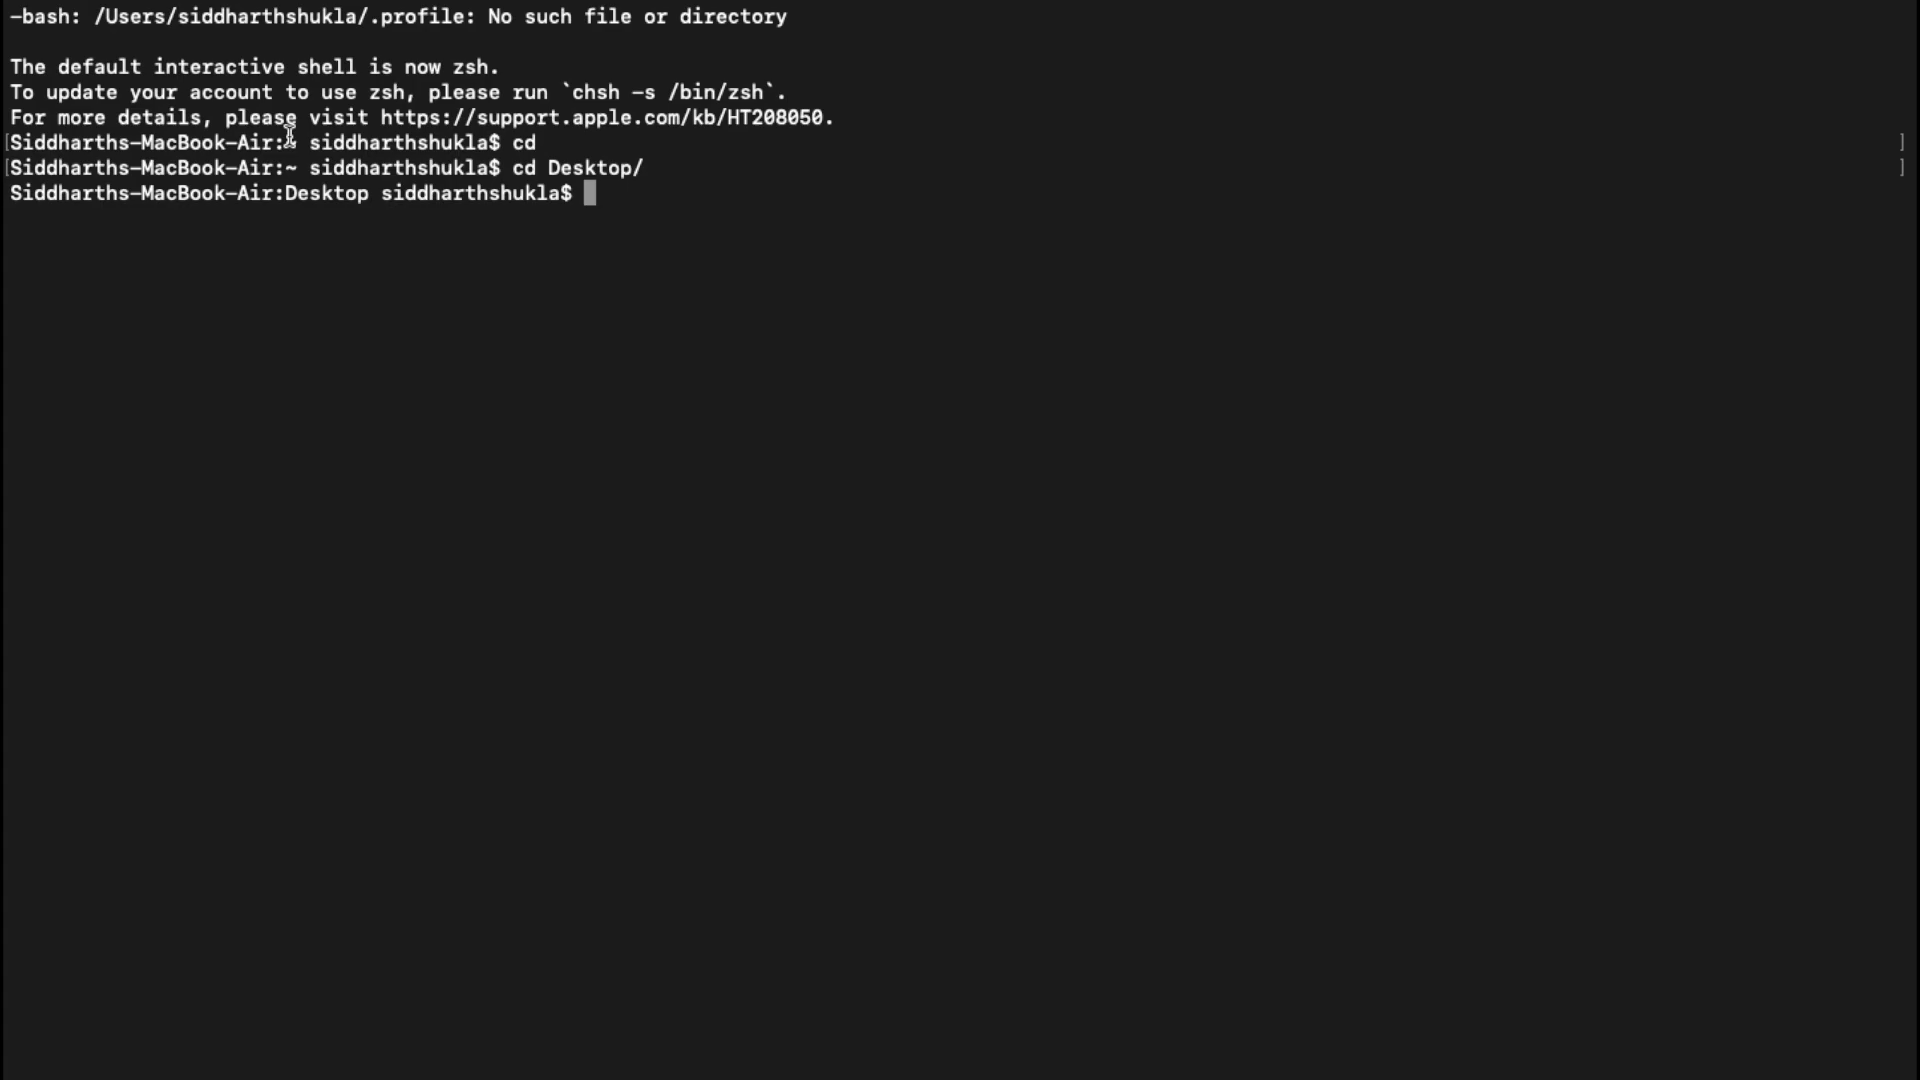 -bash: /Users/siddharthshukla/.profile: No such file or directory
The default interactive shell is now zsh.
To update your account to use zsh, please run `chsh -s /bin/zsh`.
For more details, please visit https://support.apple.com/kb/HT208050.
[Siddharths-MacBook-Air:~ siddharthshukla$ cd ]
[Siddharths-MacBook-Air:~ siddharthshukla$ cd Desktop/ ]
Siddharths-MacBook-Air:Desktop siddharthshukla$